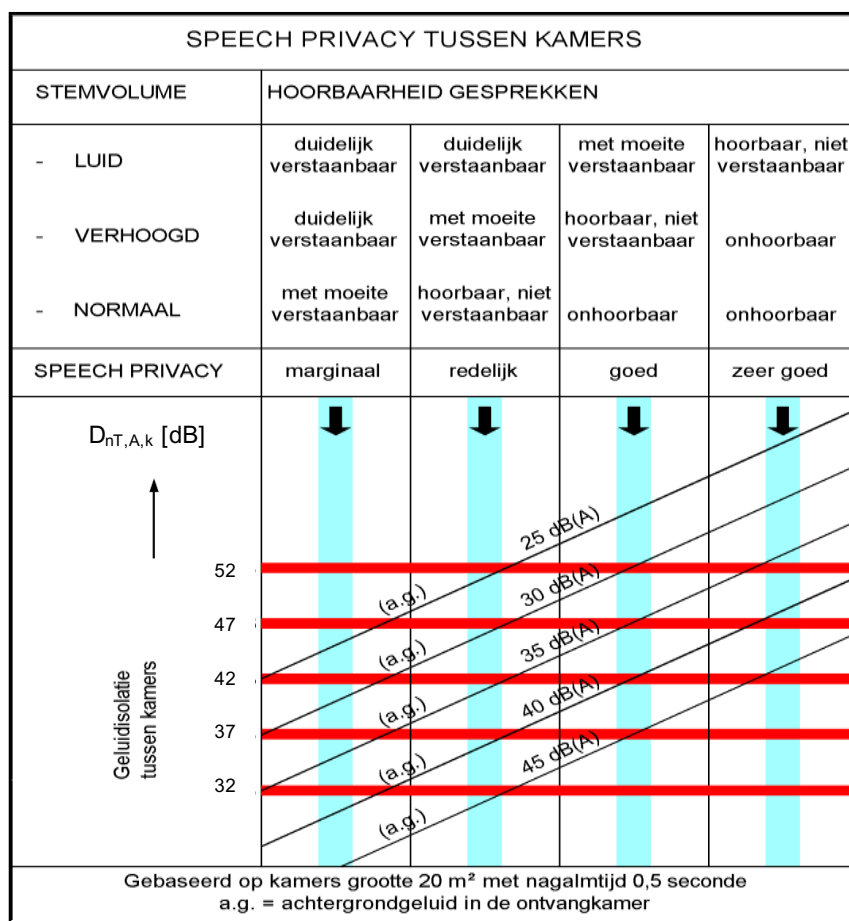 SPEECH PRIVACY TUSSEN KAMERS
STEMVOLUME HOORBAARHEID GESPREKKEN
- LUID
duidelijk verstaanbaar
duidelijk verstaanbaar
met moeite verstaanbaar
hoorbaar, niet verstaanbaar
- VERHOOGD
duidelijk verstaanbaar
met moeite verstaanbaar
hoorbaar, niet verstaanbaar
onhoorbaar
- NORMAAL
met moeite verstaanbaar
hoorbaar, niet verstaanbaar
onhoorbaar
onhoorbaar
SPEECH PRIVACY marginaal redelijk goed zeer goed
DnT,A,k [dB]
52
47
42
37
32
Geluidisolatie
tussen kamers
(a.g.) 25 dB(A)
(a.g.) 30 dB(A)
(a.g.) 35 dB(A)
(a.g.) 40 dB(A)
(a.g.) 45 dB(A)
Gebaseerd op kamers grootte 20 m² met nagalmtijd 0,5 seconde
a.g. = achtergrondgeluid in de ontvangkamer